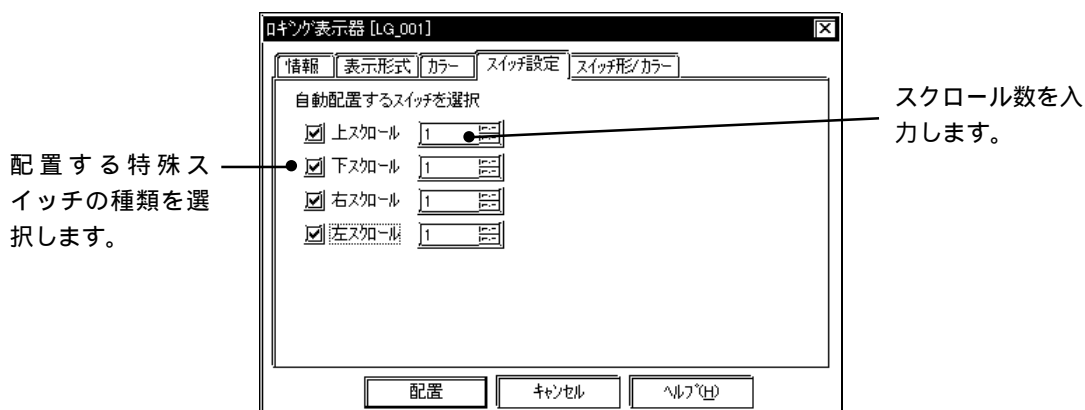 ロギング表示器 [LG_001]
情報 表示形式 カラー スイッチ設定 スイッチ形/カラー
自動配置するスイッチを選択
上スクロール 1
下スクロール 1
右スクロール 1
左スクロール 1
配置 キャンセル ヘルプ(H)
配置する特殊ス
イッチの種類を選
択します。
スクロール数を入
力します。